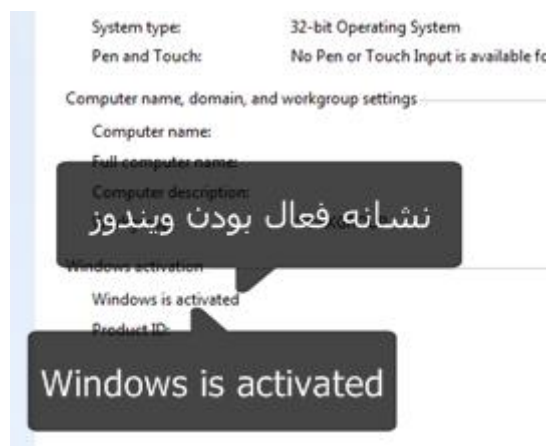 System type: 32-bit Operating System
Pen and Touch: No Pen or Touch Input is available fo
Computer name, domain, and workgroup settings
Computer name:
Full computer name:
Computer description:
نشانه فعال بودن ویندوز
Windows activation
Windows is activated
Product ID:
Windows is activated